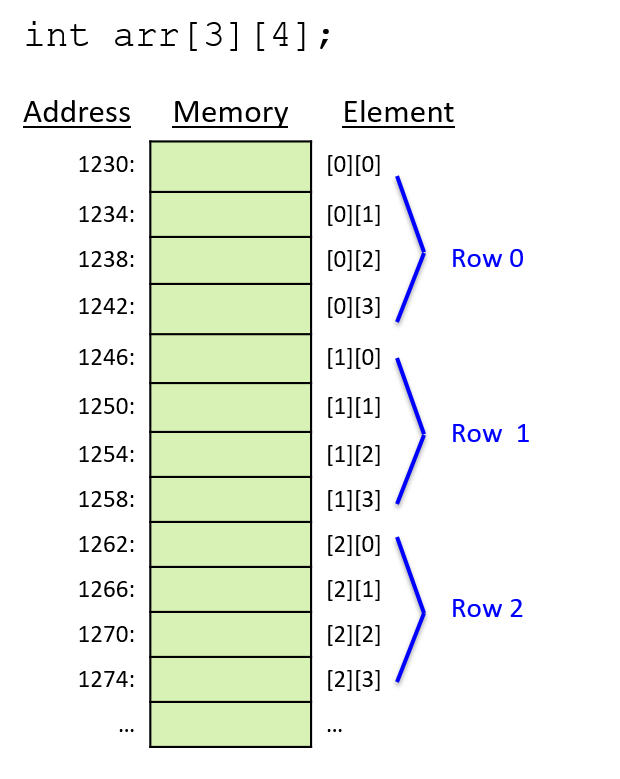 int arr[3][4];
Address Memory Element
1230: [0][0]
1234: [0][1]
1238: [0][2] Row 0
1242: [0][3]
1246: [1][0]
1250: [1][1]
Row 1
1254: [1][2]
1258: [1][3]
1262: [2][0]
1266: [2][1]
Row 2
1270: [2][2]
1274: [2][3]
... ...